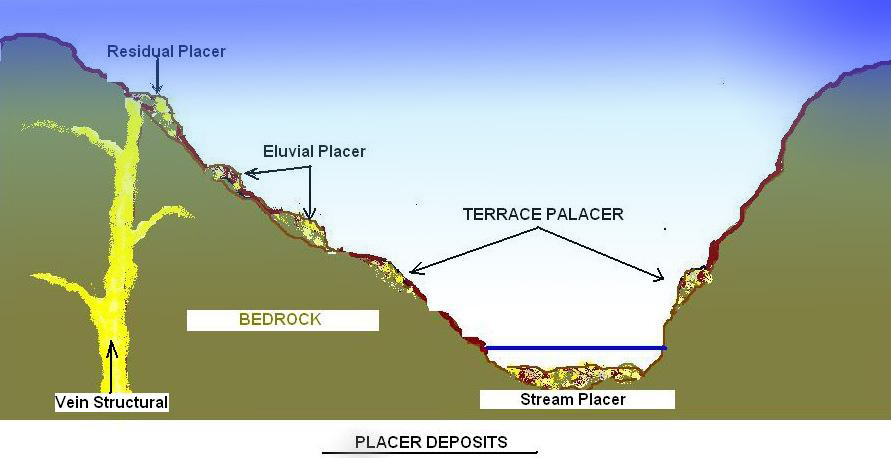 Residual Placer
Eluvial Placer
TERRACE PALACER
BEDROCK
Vein Structural
Stream Placer
PLACER DEPOSITS